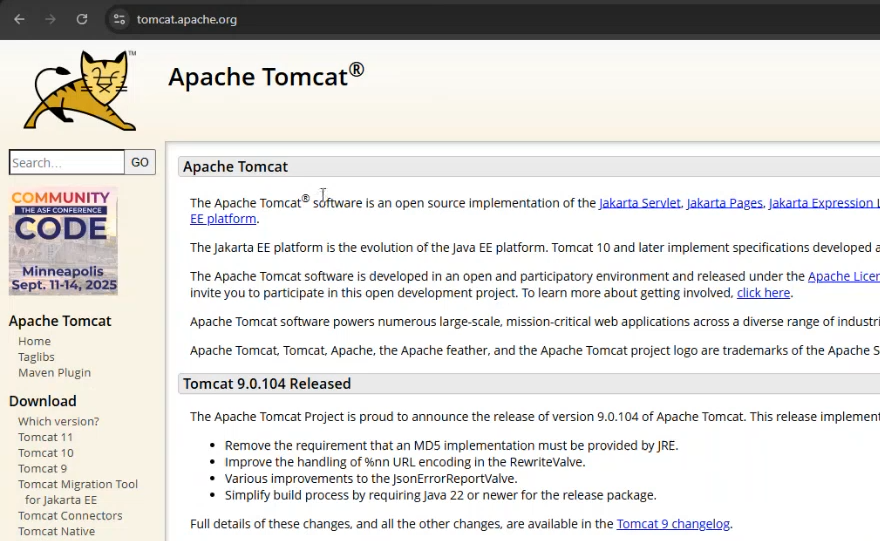 tomcat.apache.org
TM
Apache Tomcat®
Search...
GO
COMMUNITY
THE ASF CONFERENCE
CODE
Minneapolis
Sept. 11-14, 2025
Apache Tomcat
Home
Taglibs
Maven Plugin
Download
Which version?
Tomcat 11
Tomcat 10
Tomcat 9
Tomcat Migration Tool
for Jakarta EE
Tomcat Connectors
Tomcat Native
Apache Tomcat
The Apache Tomcat® software is an open source implementation of the Jakarta Servlet, Jakarta Pages, Jakarta Expression L
EE platform.
The Jakarta EE platform is the evolution of the Java EE platform. Tomcat 10 and later implement specifications developed a
The Apache Tomcat software is developed in an open and participatory environment and released under the Apache Licen
invite you to participate in this open development project. To learn more about getting involved, click here.
Apache Tomcat software powers numerous large-scale, mission-critical web applications across a diverse range of industri
Apache Tomcat, Tomcat, Apache, the Apache feather, and the Apache Tomcat project logo are trademarks of the Apache S
Tomcat 9.0.104 Released
The Apache Tomcat Project is proud to announce the release of version 9.0.104 of Apache Tomcat. This release implement
• Remove the requirement that an MD5 implementation must be provided by JRE.
• Improve the handling of %nn URL encoding in the RewriteValve.
• Various improvements to the JsonErrorReportValve.
• Simplify build process by requiring Java 22 or newer for the release package.
Full details of these changes, and all the other changes, are available in the Tomcat 9 changelog.